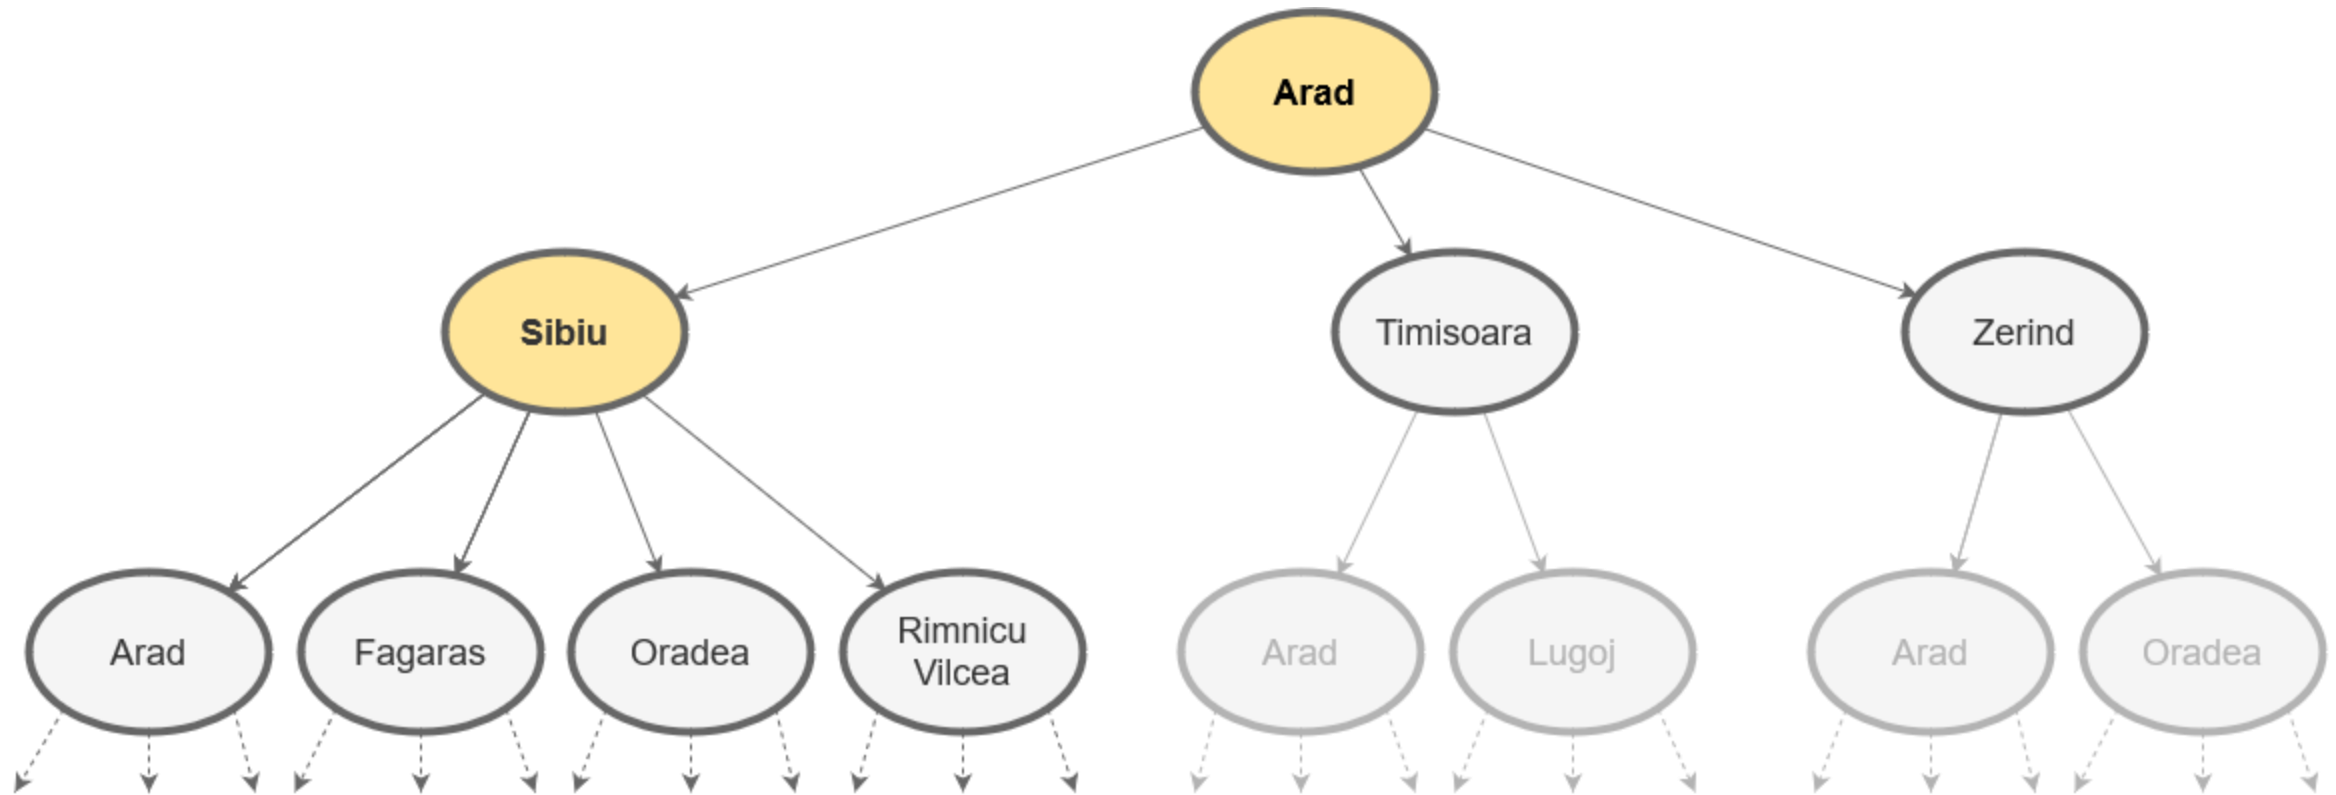 Arad
Sibiu
Timisoara
Zerind
Arad
Fagaras
Oradea
Rimnicu
Vilcea
Arad
Lugoj
Arad
Oradea